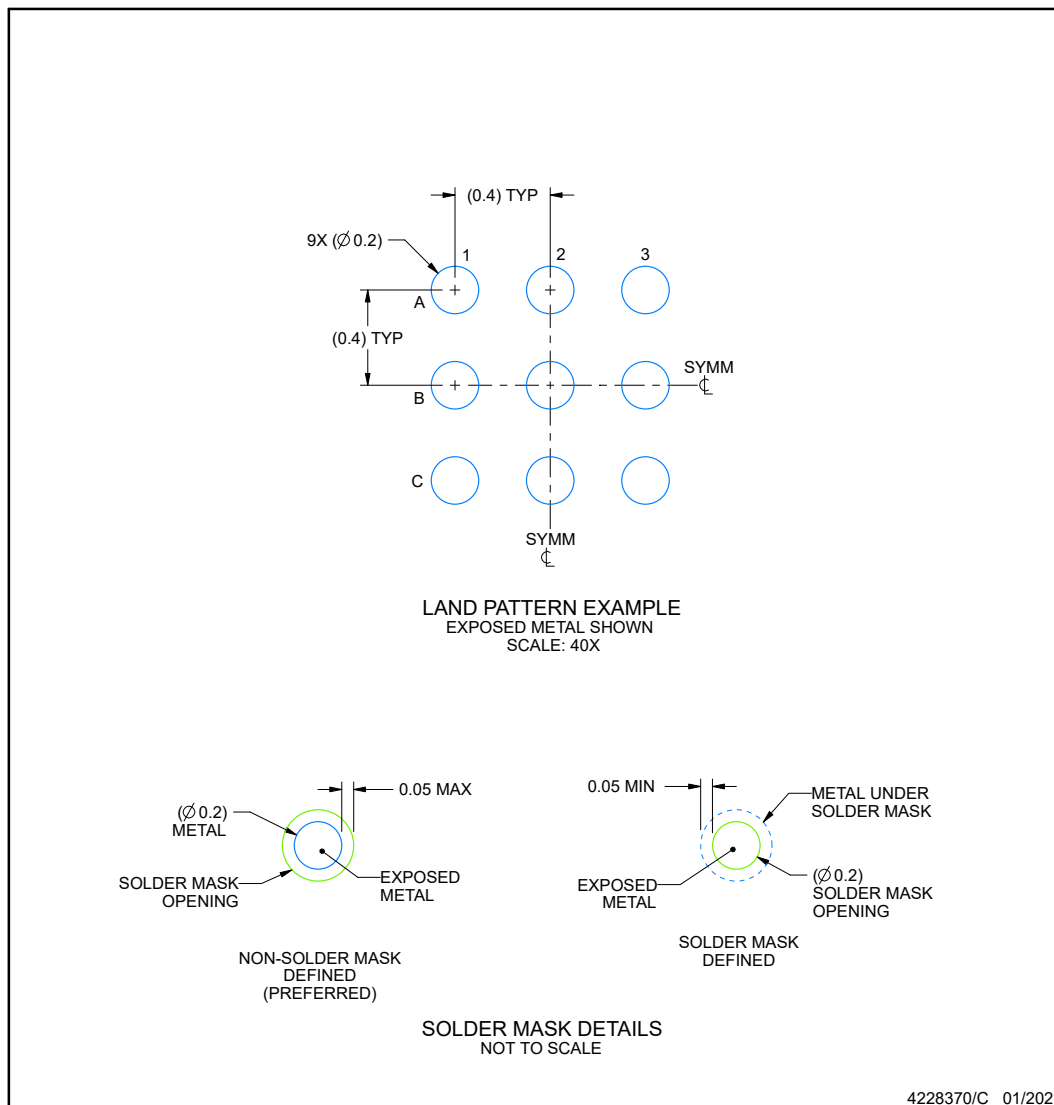 (0.4) TYP
9X (∅0.2)
1
2
3
A
(0.4) TYP
SYMM
℄
B
C
SYMM
℄
LAND PATTERN EXAMPLE
EXPOSED METAL SHOWN
SCALE: 40X
0.05 MAX
(∅0.2)
METAL
SOLDER MASK
OPENING
EXPOSED
METAL
NON-SOLDER MASK
DEFINED
(PREFERRED)
0.05 MIN
METAL UNDER
SOLDER MASK
EXPOSED
METAL
(∅0.2)
SOLDER MASK
OPENING
SOLDER MASK
DEFINED
SOLDER MASK DETAILS
NOT TO SCALE
4228370/C 01/202